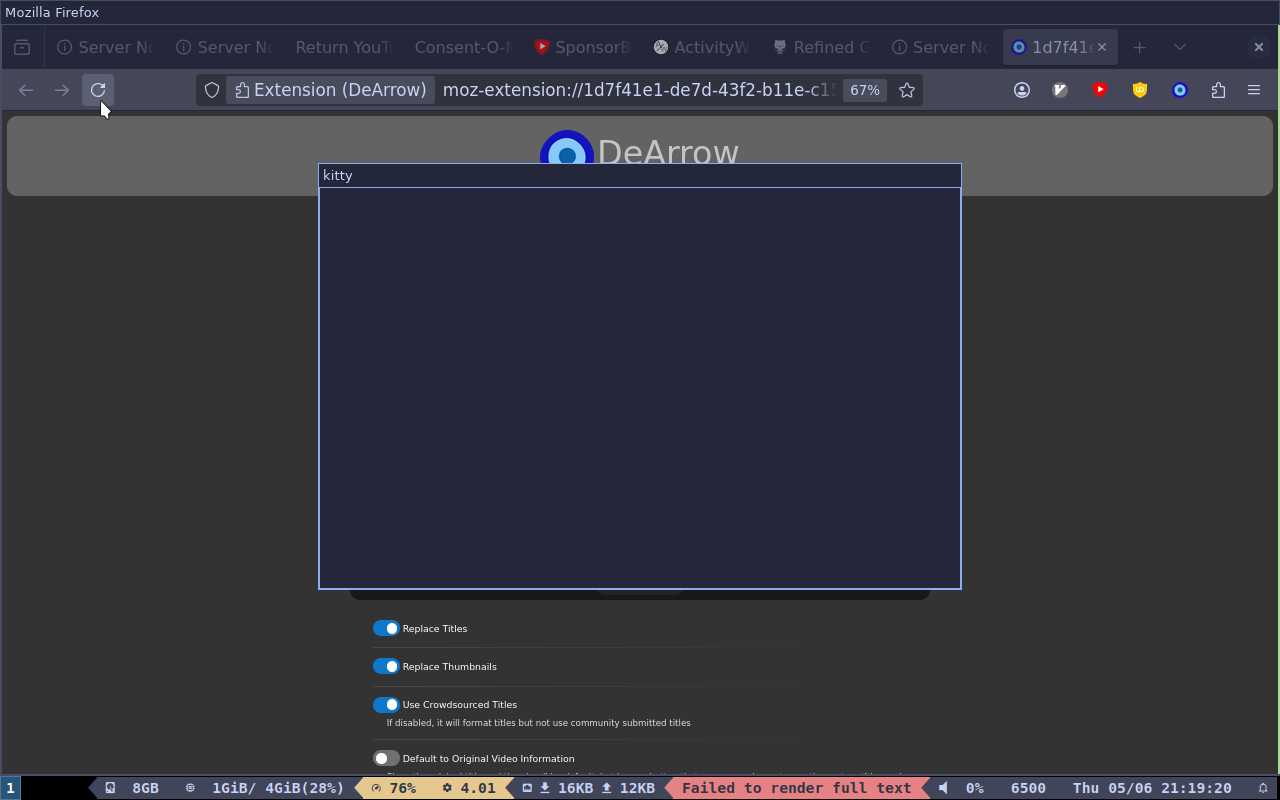 Mozilla Firefox
Server No
Server No
Return YouT
Consent-O-M
SponsorB
ActivityW
Refined G
Server No
1d7f41e
Extension (DeArrow)
moz-extension://1d7f41e1-de7d-43f2-b11e-c15
67%
DeArrow
kitty
Replace Titles
Replace Thumbnails
Use Crowdsourced Titles
If disabled, it will format titles but not use community submitted titles
Default to Original Video Information
1 8GB 1GiB/ 4GiB(28%) 76% 4.01 16KB 12KB Failed to render full text 0% 6500 Thu 05/06 21:19:20